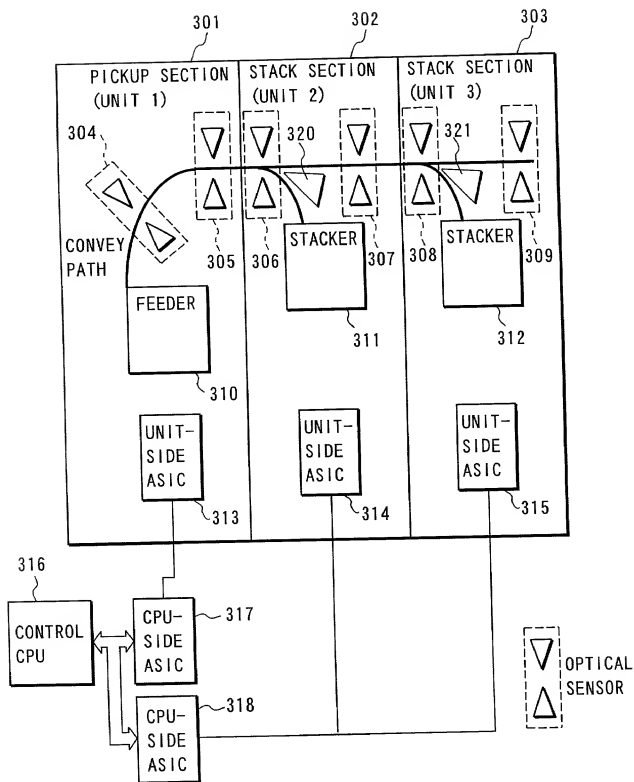 301
302
303
PICKUP SECTION
(UNIT 1)
STACK SECTION
(UNIT 2)
STACK SECTION
(UNIT 3)
304
320
321
CONVEY
PATH
305
306
307
308
309
FEEDER
STACKER
STACKER
310
311
312
UNIT-
SIDE
ASIC
UNIT-
SIDE
ASIC
UNIT-
SIDE
ASIC
313
314
315
316
CONTROL
CPU
CPU-
SIDE
ASIC
317
CPU-
SIDE
ASIC
318
OPTICAL
SENSOR